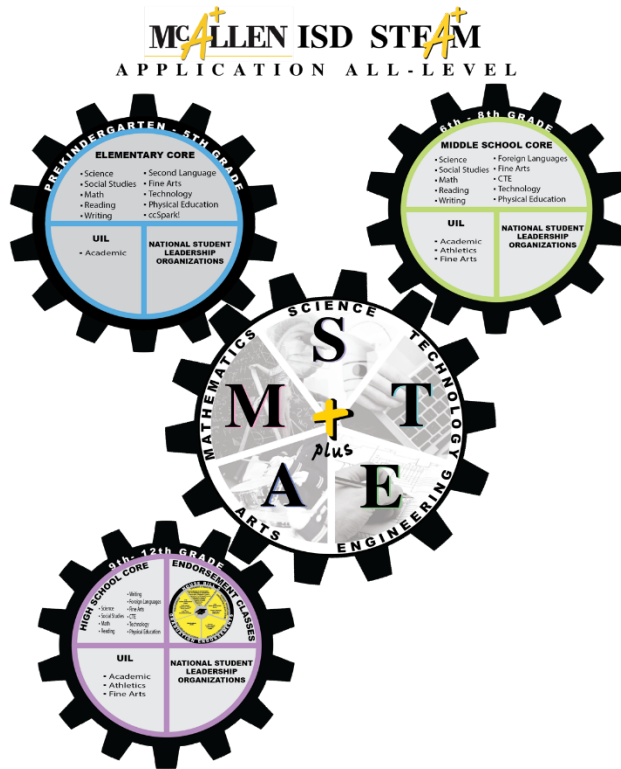 McALLEN ISD STEAM
APPLICATION ALL-LEVEL
PREKINDERGARTEN - 5TH GRADE
ELEMENTARY CORE
• Science
• Social Studies
• Math
• Reading
• Writing
• Second Language
• Fine Arts
• Technology
• Physical Education
• ccSpark!
UIL
• Academic
NATIONAL STUDENT
LEADERSHIP
ORGANIZATIONS
6th - 8th GRADE
MIDDLE SCHOOL CORE
• Science
• Social Studies
• Math
• Reading
• Writing
• Foreign Languages
• Fine Arts
• CTE
• Technology
• Physical Education
UIL
• Academic
• Athletics
• Fine Arts
NATIONAL STUDENT
LEADERSHIP
ORGANIZATIONS
SCIENCE
TECHNOLOGY
ENGINEERING
ARTS
MATHEMATICS
S
T
E
A
M
+
plus
9th- 12th GRADE
HIGH SCHOOL CORE
• Science
• Social Studies
• Math
• Reading
• Writing
• Foreign Languages
• Fine Arts
• CTE
• Technology
• Physical Education
ENDORSEMENT CLASSES
HOUSE BILL 5
UIL
• Academic
• Athletics
• Fine Arts
NATIONAL STUDENT
LEADERSHIP
ORGANIZATIONS